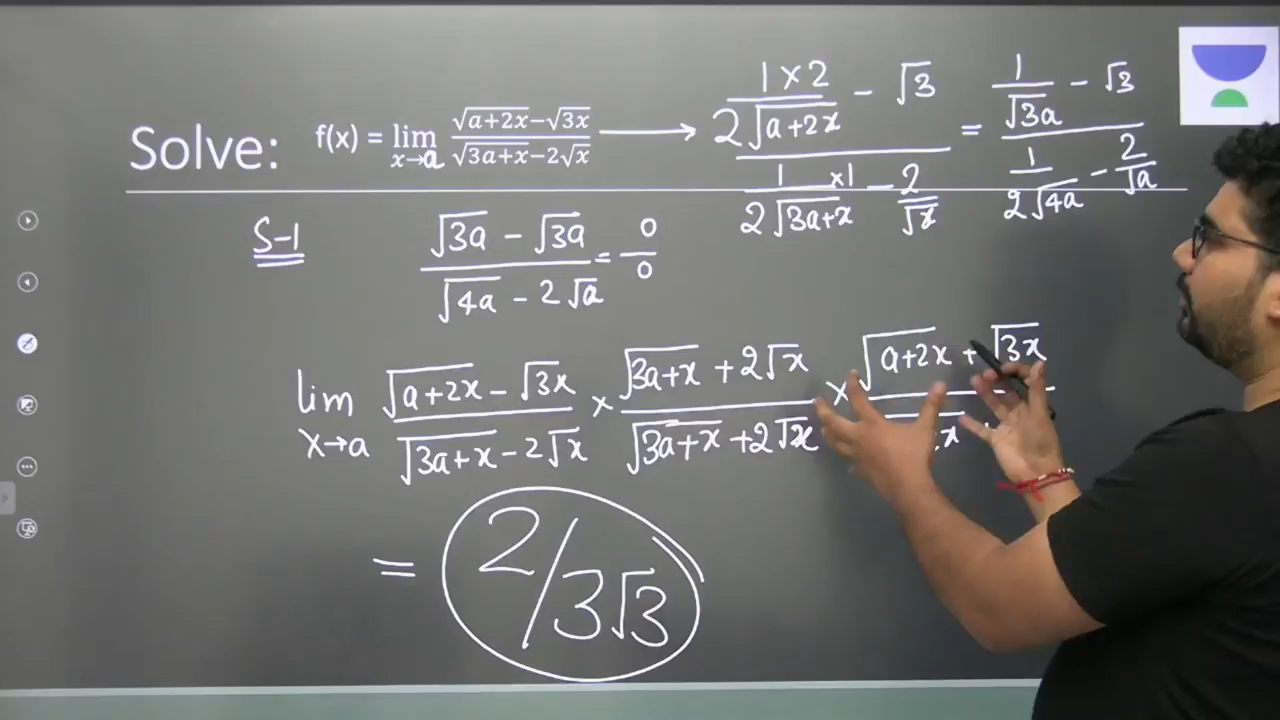 Solve: f(x) = lim x→a (√(a+2x) − √(3x)) / (√(3a+x) − 2√x) ⟶ (1×2 / 2√(a+2x) − √3) / (1×1 / 2√(3a+x) − 2/√x) = (1/√3a − √3) / (1/2√4a − 2/√a)
S-1 (√3a − √3a) / (√4a − 2√a) = 0/0
lim x→a (√(a+2x) − √3x) / (√(3a+x) − 2√x) × (√(3a+x) + 2√x) / (√(3a+x) + 2√x) × √(a+2x) + √3x
= 2/3√3